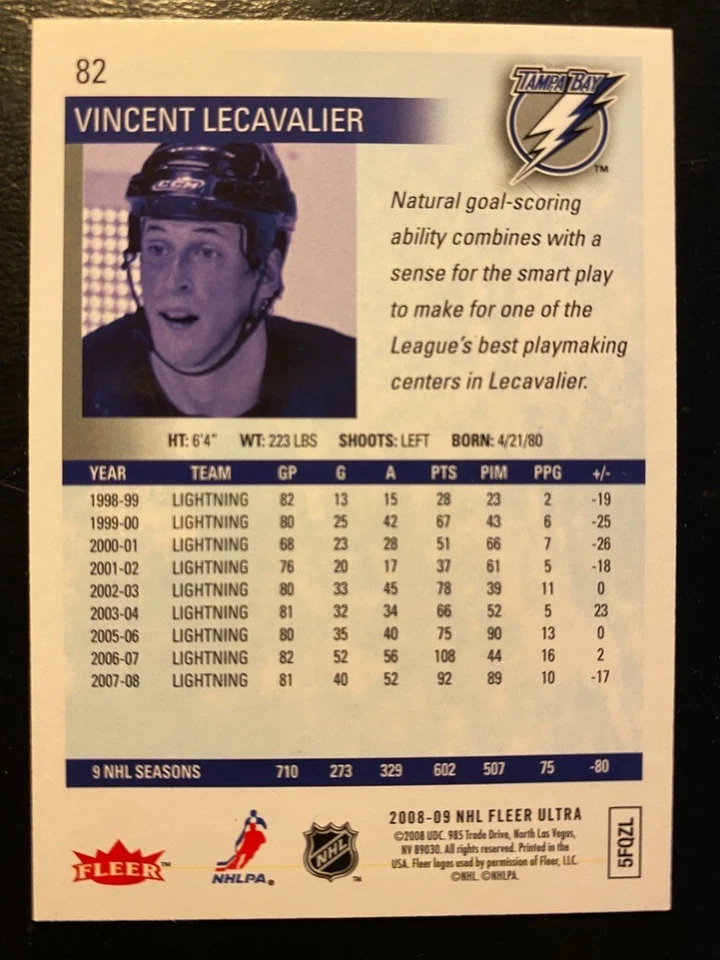 82
TAMPA BAY
TM
VINCENT LECAVALIER
CCM
Natural goal-scoring
ability combines with a
sense for the smart play
to make for one of the
League's best playmaking
centers in Lecavalier.
HT: 6'4" WT: 223 LBS SHOOTS: LEFT BORN: 4/21/80
YEAR TEAM GP G A PTS PIM PPG +/-
1998-99 LIGHTNING 82 13 15 28 23 2 -19
1999-00 LIGHTNING 80 25 42 67 43 6 -25
2000-01 LIGHTNING 68 23 28 51 66 7 -26
2001-02 LIGHTNING 76 20 17 37 61 5 -18
2002-03 LIGHTNING 80 33 45 78 39 11 0
2003-04 LIGHTNING 81 32 34 66 52 5 23
2005-06 LIGHTNING 80 35 40 75 90 13 0
2006-07 LIGHTNING 82 52 56 108 44 16 2
2007-08 LIGHTNING 81 40 52 92 89 10 -17
9 NHL SEASONS 710 273 329 602 507 75 -80
FLEER TM
NHLPA®
NHL TM
2008-09 NHL FLEER ULTRA
©2008 UDC. 985 Trade Drive, North Las Vegas,
NV 89030. All rights reserved. Printed in the
USA. Fleer logos used by permission of Fleer, LLC.
©NHL. ©NHLPA.
5FQZL